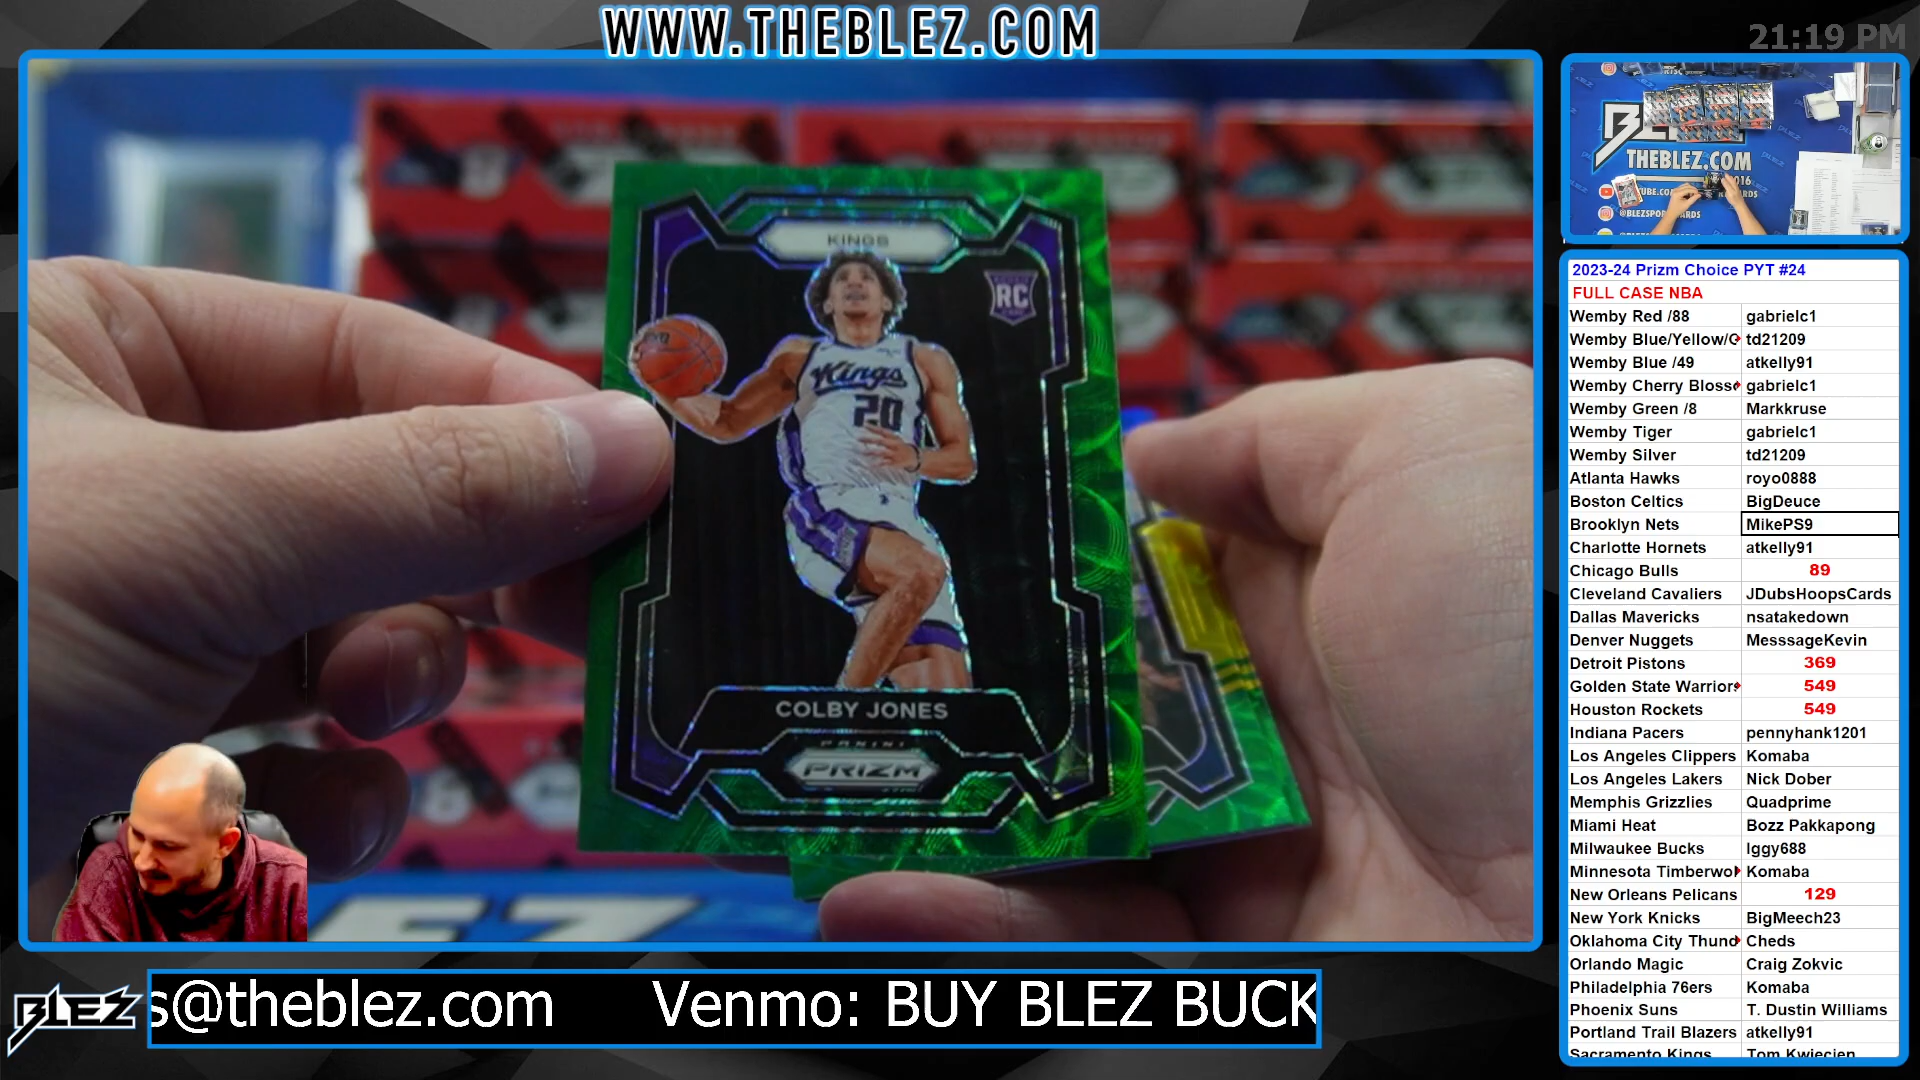 WWW.THEBLEZ.COM
21:19 PM
KINGS
RC
Kings
20
COLBY JONES
PANINI
PRIZM
THEBLEZ.COM
2023-24 Prizm Choice PYT #24
FULL CASE NBA
Wemby Red /88 gabrielc1
Wemby Blue/Yellow/G td21209
Wemby Blue /49 atkelly91
Wemby Cherry Blosso gabrielc1
Wemby Green /8 Markkruse
Wemby Tiger gabrielc1
Wemby Silver td21209
Atlanta Hawks royo0888
Boston Celtics BigDeuce
Brooklyn Nets MikePS9
Charlotte Hornets atkelly91
Chicago Bulls 89
Cleveland Cavaliers JDubsHoopsCards
Dallas Mavericks nsatakedown
Denver Nuggets MesssageKevin
Detroit Pistons 369
Golden State Warriors 549
Houston Rockets 549
Indiana Pacers pennyhank1201
Los Angeles Clippers Komaba
Los Angeles Lakers Nick Dober
Memphis Grizzlies Quadprime
Miami Heat Bozz Pakkapong
Milwaukee Bucks Iggy688
Minnesota Timberwol Komaba
New Orleans Pelicans 129
New York Knicks BigMeech23
Oklahoma City Thund Cheds
Orlando Magic Craig Zokvic
Philadelphia 76ers Komaba
Phoenix Suns T. Dustin Williams
Portland Trail Blazers atkelly91
Sacramento Kings Tom Kwiecien
BLEZ
s@theblez.com Venmo: BUY BLEZ BUCK